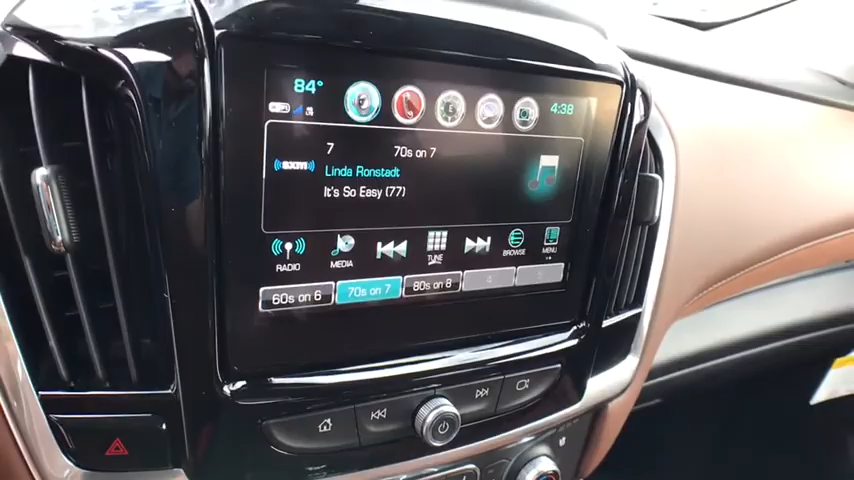 84°
4:38
LTE
7 70s on 7
((SXM))
Linda Ronstadt
It's So Easy (77)
RADIO MEDIA TUNE BROWSE MENU
60s on 6 70s on 7 80s on 8 4 5